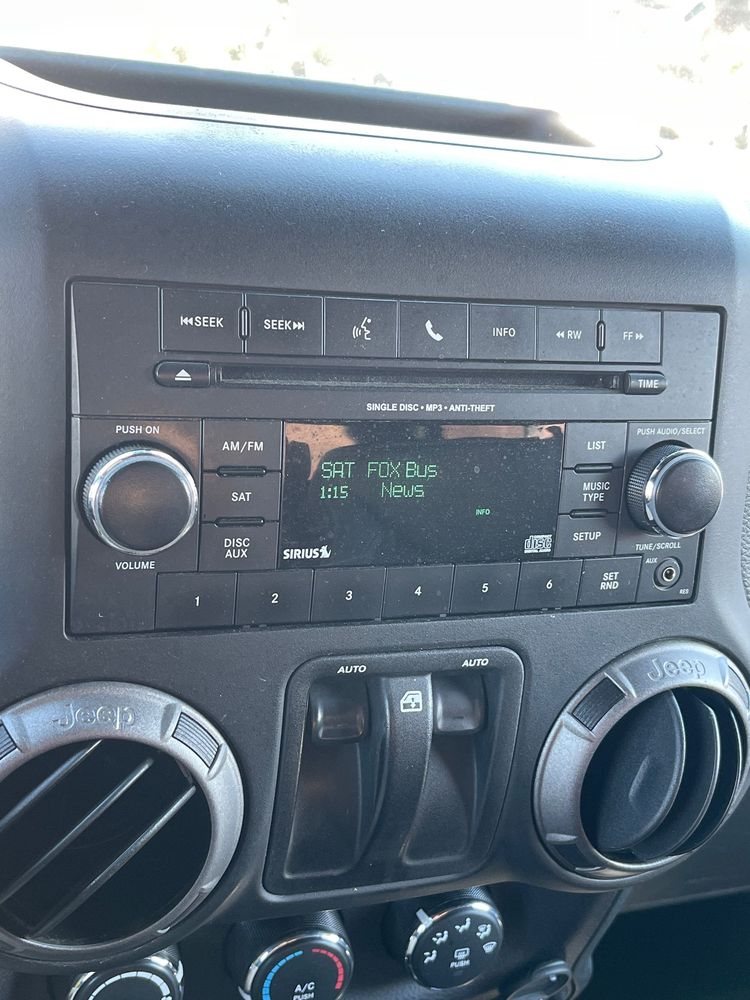 SEEK
SEEK
INFO
RW
FF
TIME
SINGLE DISC • MP3 • ANTI-THEFT
PUSH ON
VOLUME
AM/FM
SAT
DISC
AUX
SAT FOX Bus
1:15 News
INFO
SIRIUS
disc
LIST
MUSIC
TYPE
SETUP
PUSH AUDIO/SELECT
TUNE/SCROLL
1
2
3
4
5
6
SET
RND
AUX
RES
AUTO
AUTO
Jeep
Jeep
A/C
PUSH
PUSH